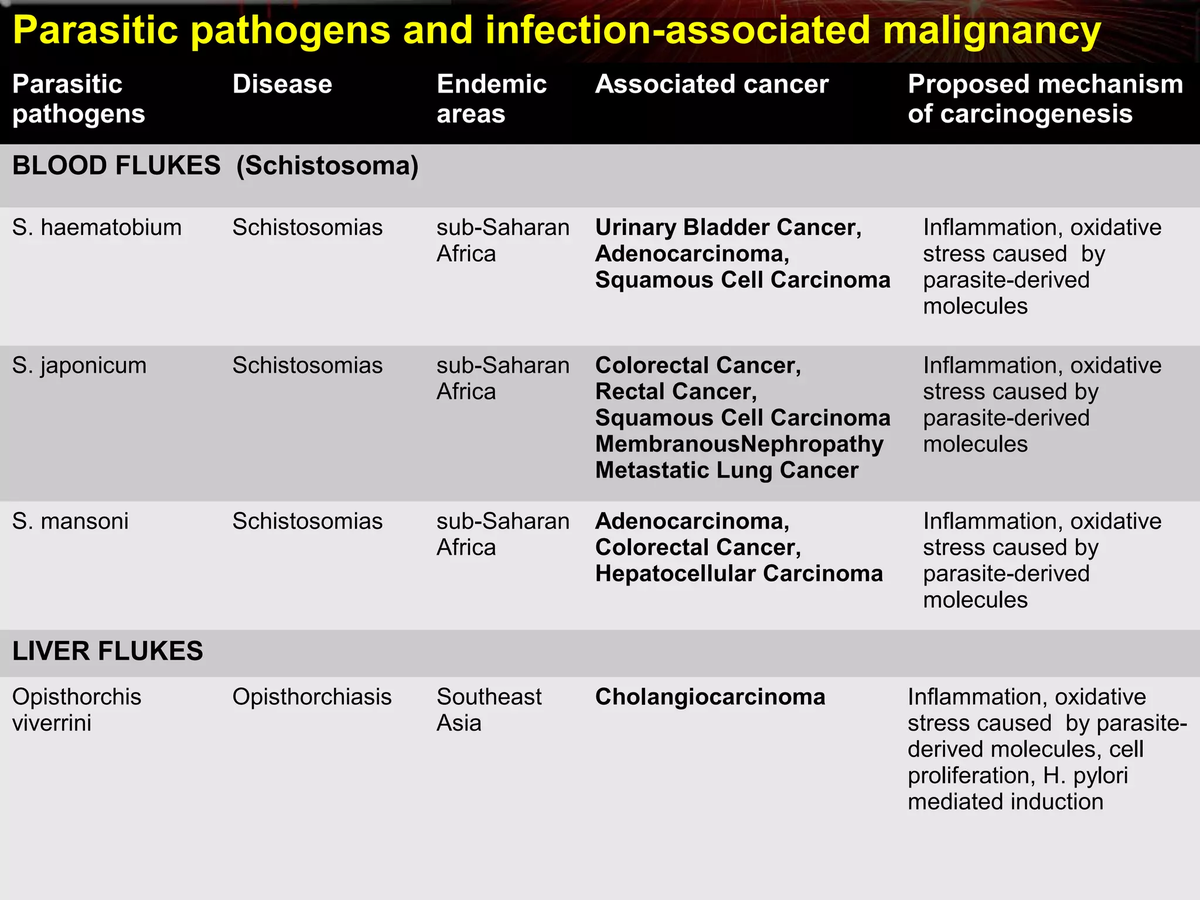 Parasitic pathogens and infection-associated malignancy
Parasitic pathogens Disease Endemic areas Associated cancer Proposed mechanism of carcinogenesis
BLOOD FLUKES (Schistosoma)
S. haematobium Schistosomias sub-Saharan Africa Urinary Bladder Cancer, Adenocarcinoma, Squamous Cell Carcinoma Inflammation, oxidative stress caused by parasite-derived molecules
S. japonicum Schistosomias sub-Saharan Africa Colorectal Cancer, Rectal Cancer, Squamous Cell Carcinoma MembranousNephropathy Metastatic Lung Cancer Inflammation, oxidative stress caused by parasite-derived molecules
S. mansoni Schistosomias sub-Saharan Africa Adenocarcinoma, Colorectal Cancer, Hepatocellular Carcinoma Inflammation, oxidative stress caused by parasite-derived molecules
LIVER FLUKES
Opisthorchis viverrini Opisthorchiasis Southeast Asia Cholangiocarcinoma Inflammation, oxidative stress caused by parasite-derived molecules, cell proliferation, H. pylori mediated induction